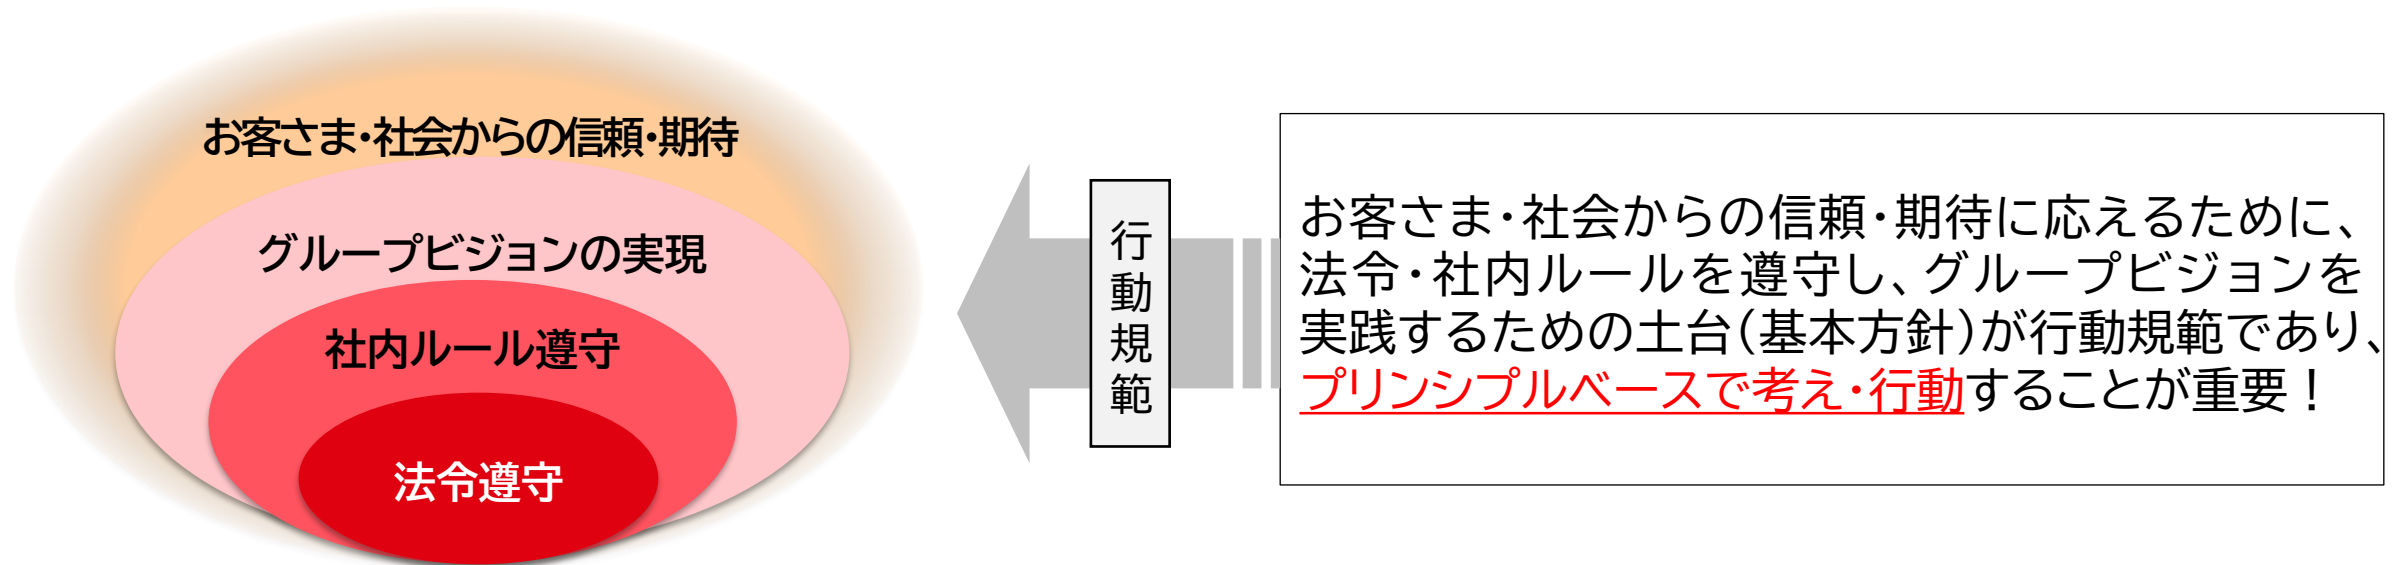 お客さま・社会からの信頼・期待
グループビジョンの実現
社内ルール遵守
法令遵守
行動規範
お客さま・社会からの信頼・期待に応えるために、
法令・社内ルールを遵守し、グループビジョンを
実践するための土台(基本方針)が行動規範であり、
プリンシプルベースで考え・行動することが重要！